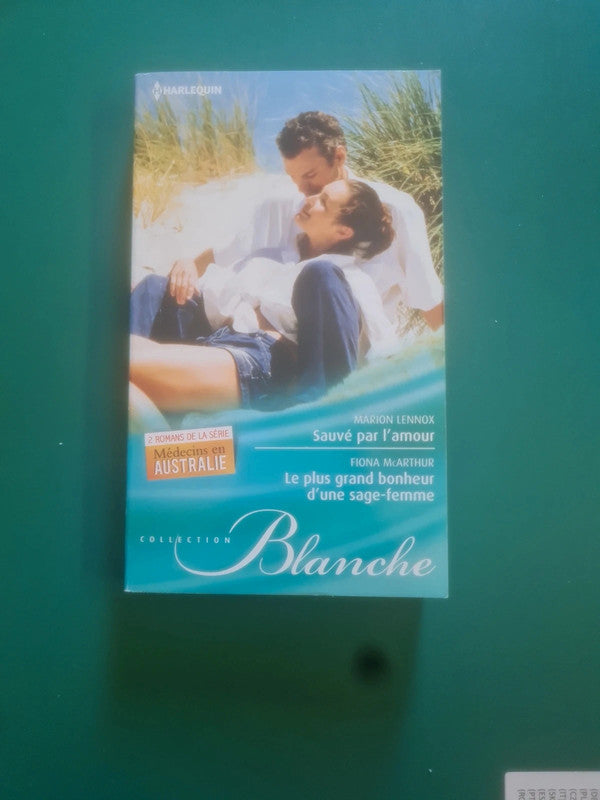 HARLEQUIN
MARION LENNOX
Sauvé par l'amour
2 ROMANS DE LA SÉRIE
Médecins en
AUSTRALIE
FIONA McARTHUR
Le plus grand bonheur
d'une sage-femme
COLLECTION
Blanche